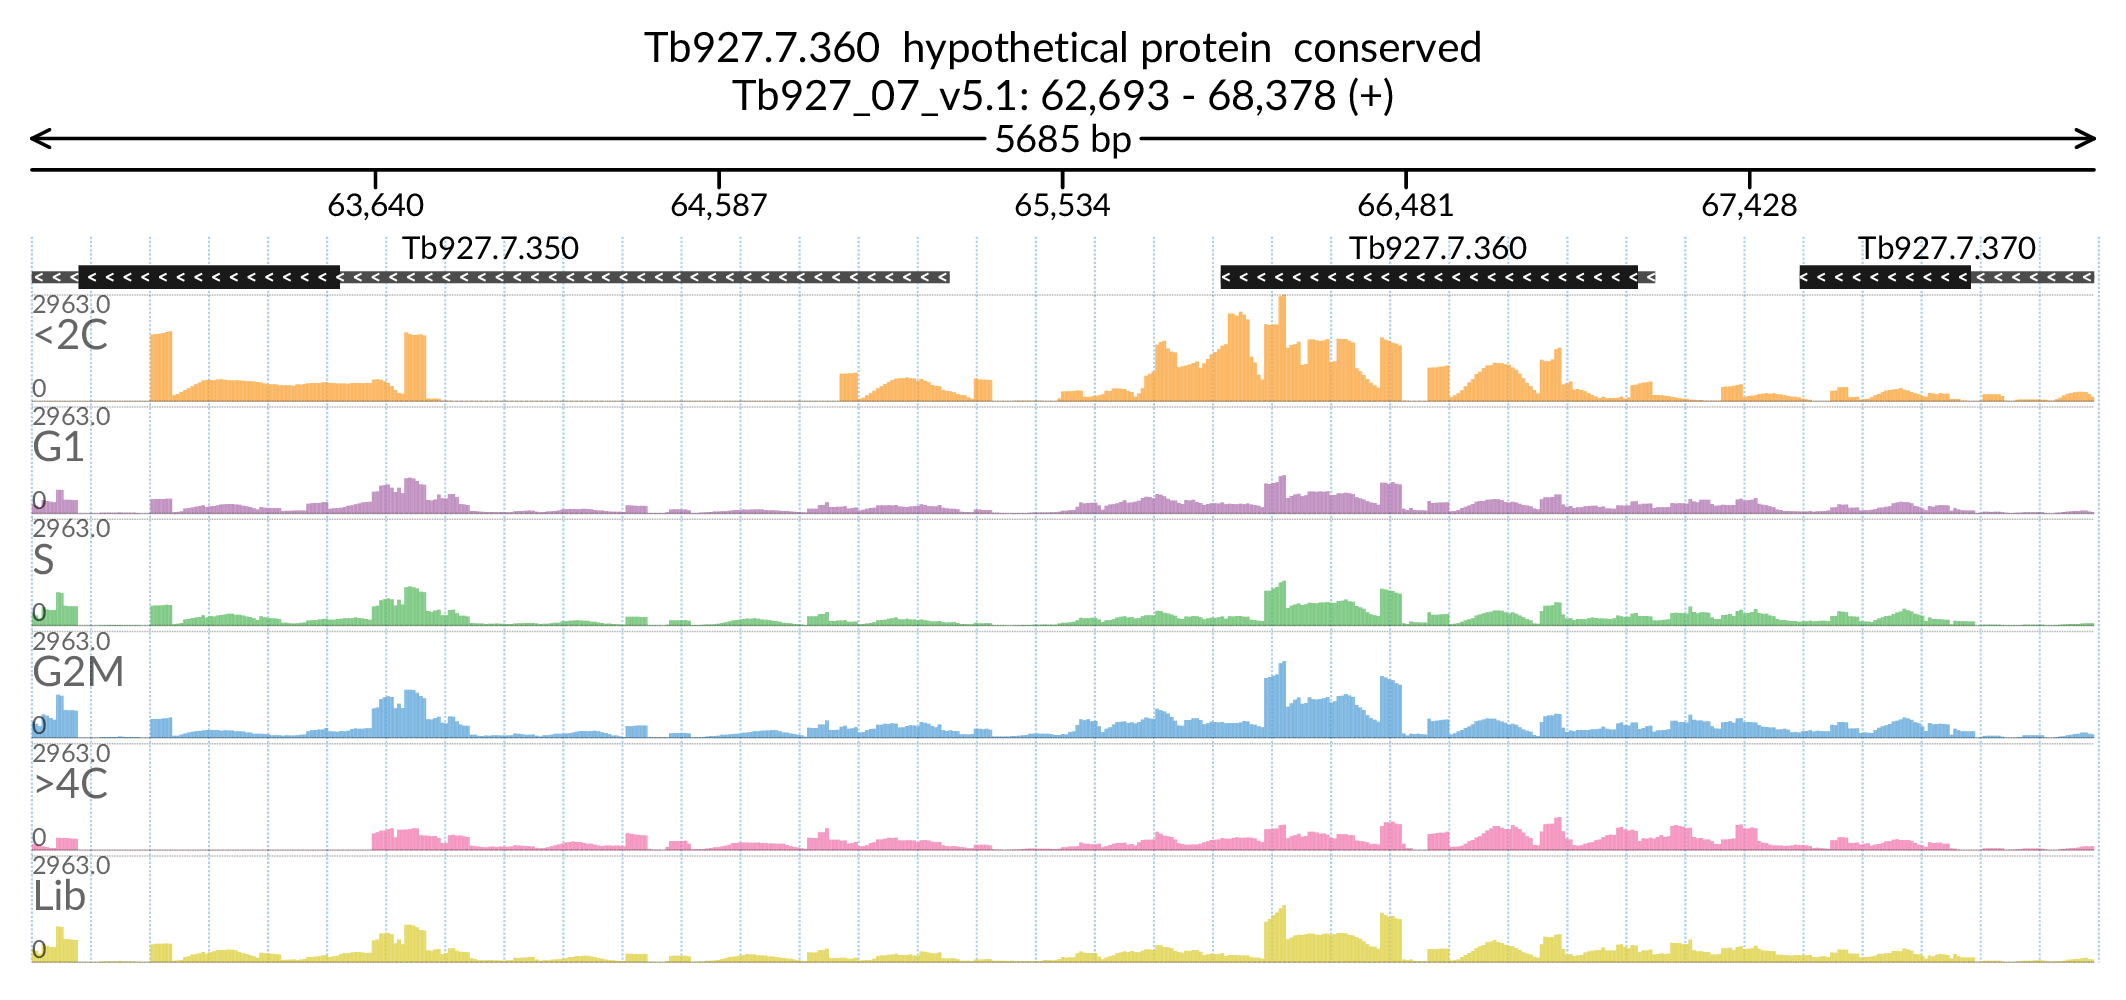 Tb927.7.360 hypothetical protein conserved
Tb927_07_v5.1: 62,693 - 68,378 (+)
5685 bp
63,640 64,587 65,534 66,481 67,428
Tb927.7.350 Tb927.7.360 Tb927.7.370
2963.0
<2C
0
2963.0
G1
0
2963.0
S
0
2963.0
G2M
0
2963.0
>4C
0
2963.0
Lib
0